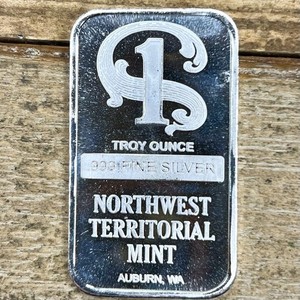 1
TROY OUNCE
.999 FINE SILVER
NORTHWEST
TERRITORIAL
MINT
AUBURN, WA